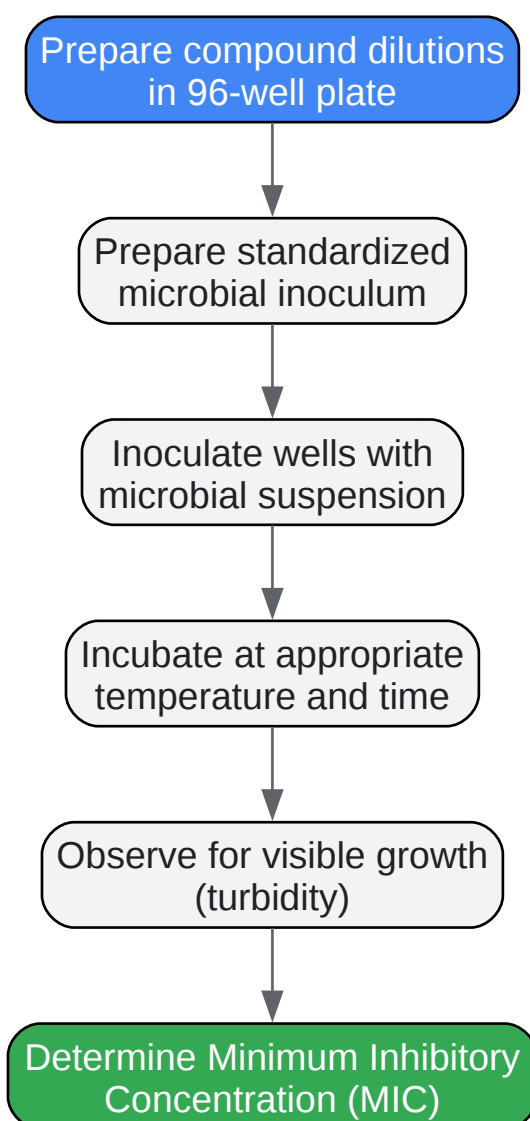 Prepare compound dilutions
in 96-well plate
Prepare standardized
microbial inoculum
Inoculate wells with
microbial suspension
Incubate at appropriate
temperature and time
Observe for visible growth
(turbidity)
Determine Minimum Inhibitory
Concentration (MIC)